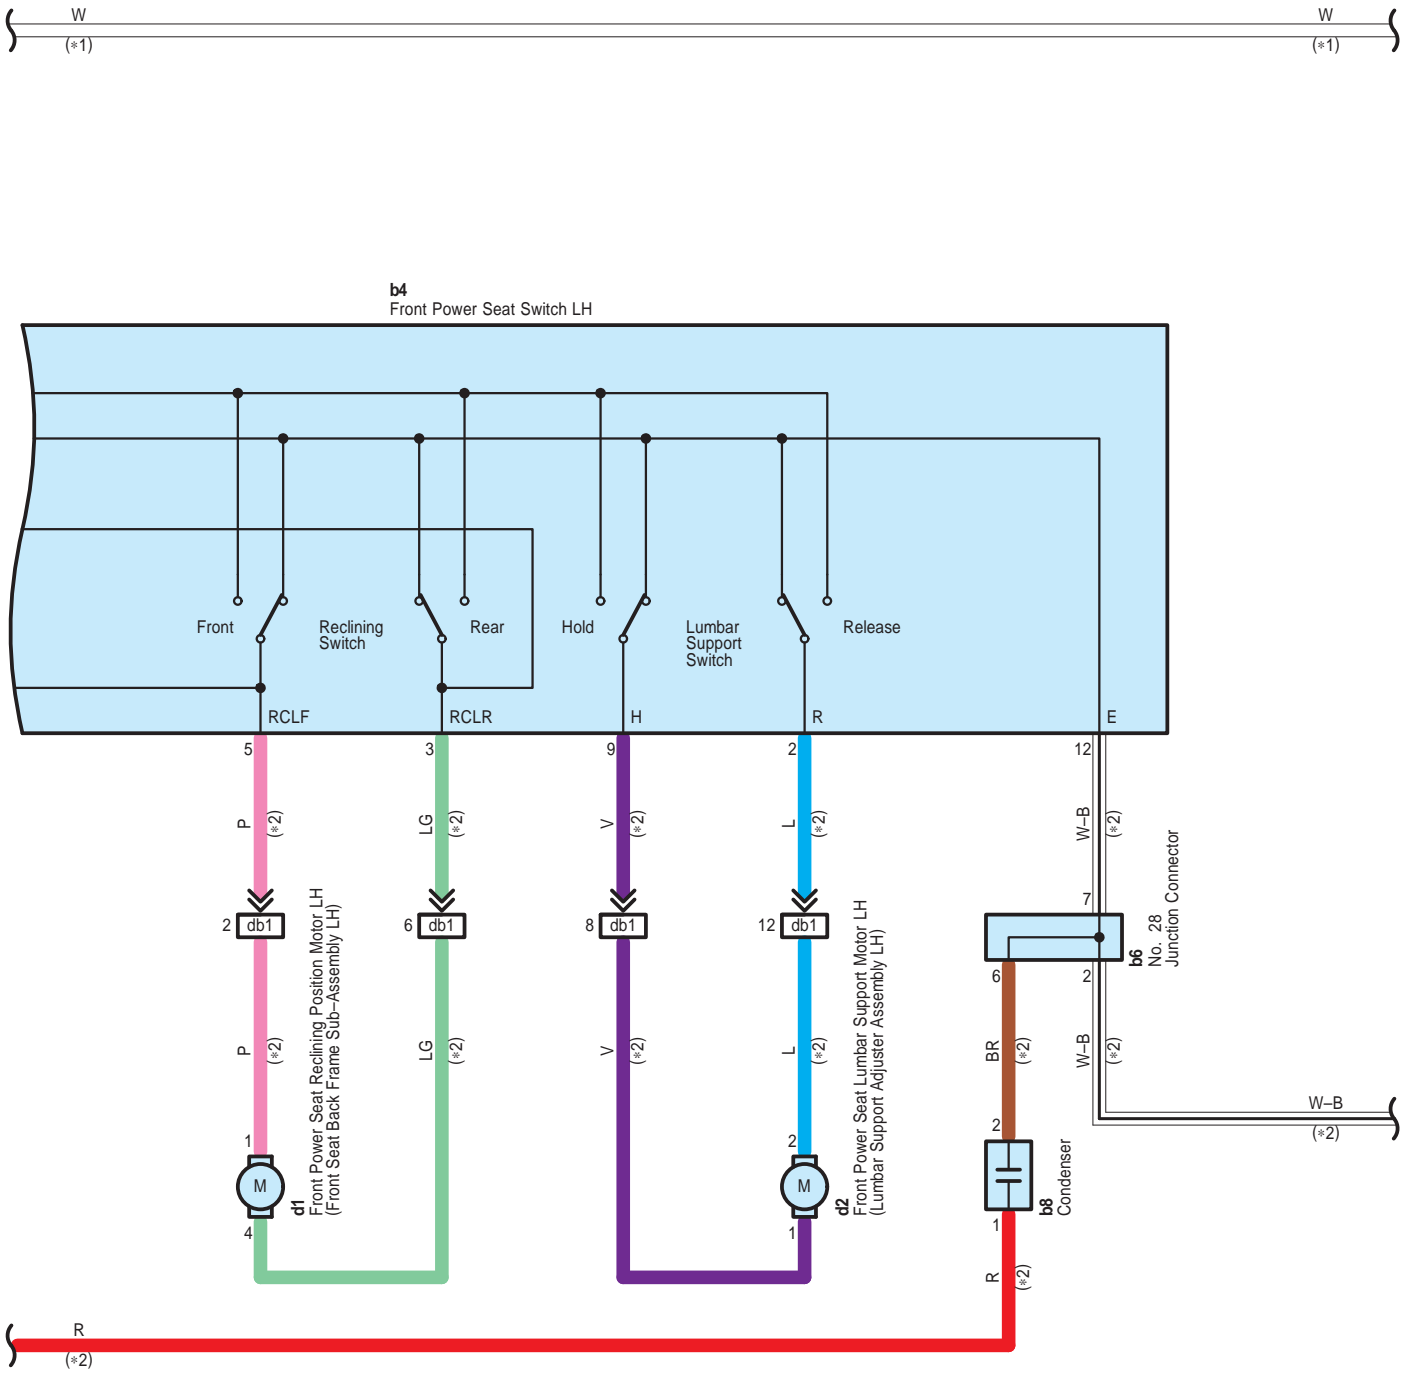 W
W
(*1)
(*1)
b4
Front Power Seat Switch LH
Front
Reclining
Switch
Rear
Hold
Lumbar
Support
Switch
Release
RCLF
RCLR
H
R
E
5
3
9
2
12
P
(*2)
LG
(*2)
V
(*2)
L
(*2)
W–B
(*2)
7
2
db1
6
db1
8
db1
12
db1
b6
No. 28
Junction Connector
6
2
P
(*2)
LG
(*2)
V
(*2)
L
(*2)
BR
(*2)
W–B
(*2)
W–B
(*2)
1
M
4
d1
Front Power Seat Reclining Position Motor LH
(Front Seat Back Frame Sub–Assembly LH)
2
M
1
d2
Front Power Seat Lumbar Support Motor LH
(Lumbar Support Adjuster Assembly LH)
2
b8
Condenser
1
R
(*2)
R
(*2)